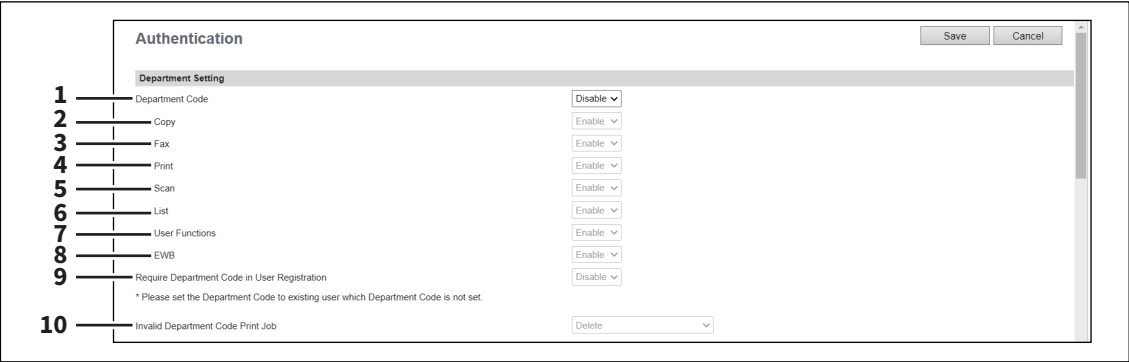 Authentication Save Cancel
Department Setting
1 Department Code Disable
2 Copy Enable
3 Fax Enable
4 Print Enable
5 Scan Enable
6 List Enable
7 User Functions Enable
8 EWB Enable
9 Require Department Code in User Registration Disable
* Please set the Department Code to existing user which Department Code is not set.
10 Invalid Department Code Print Job Delete